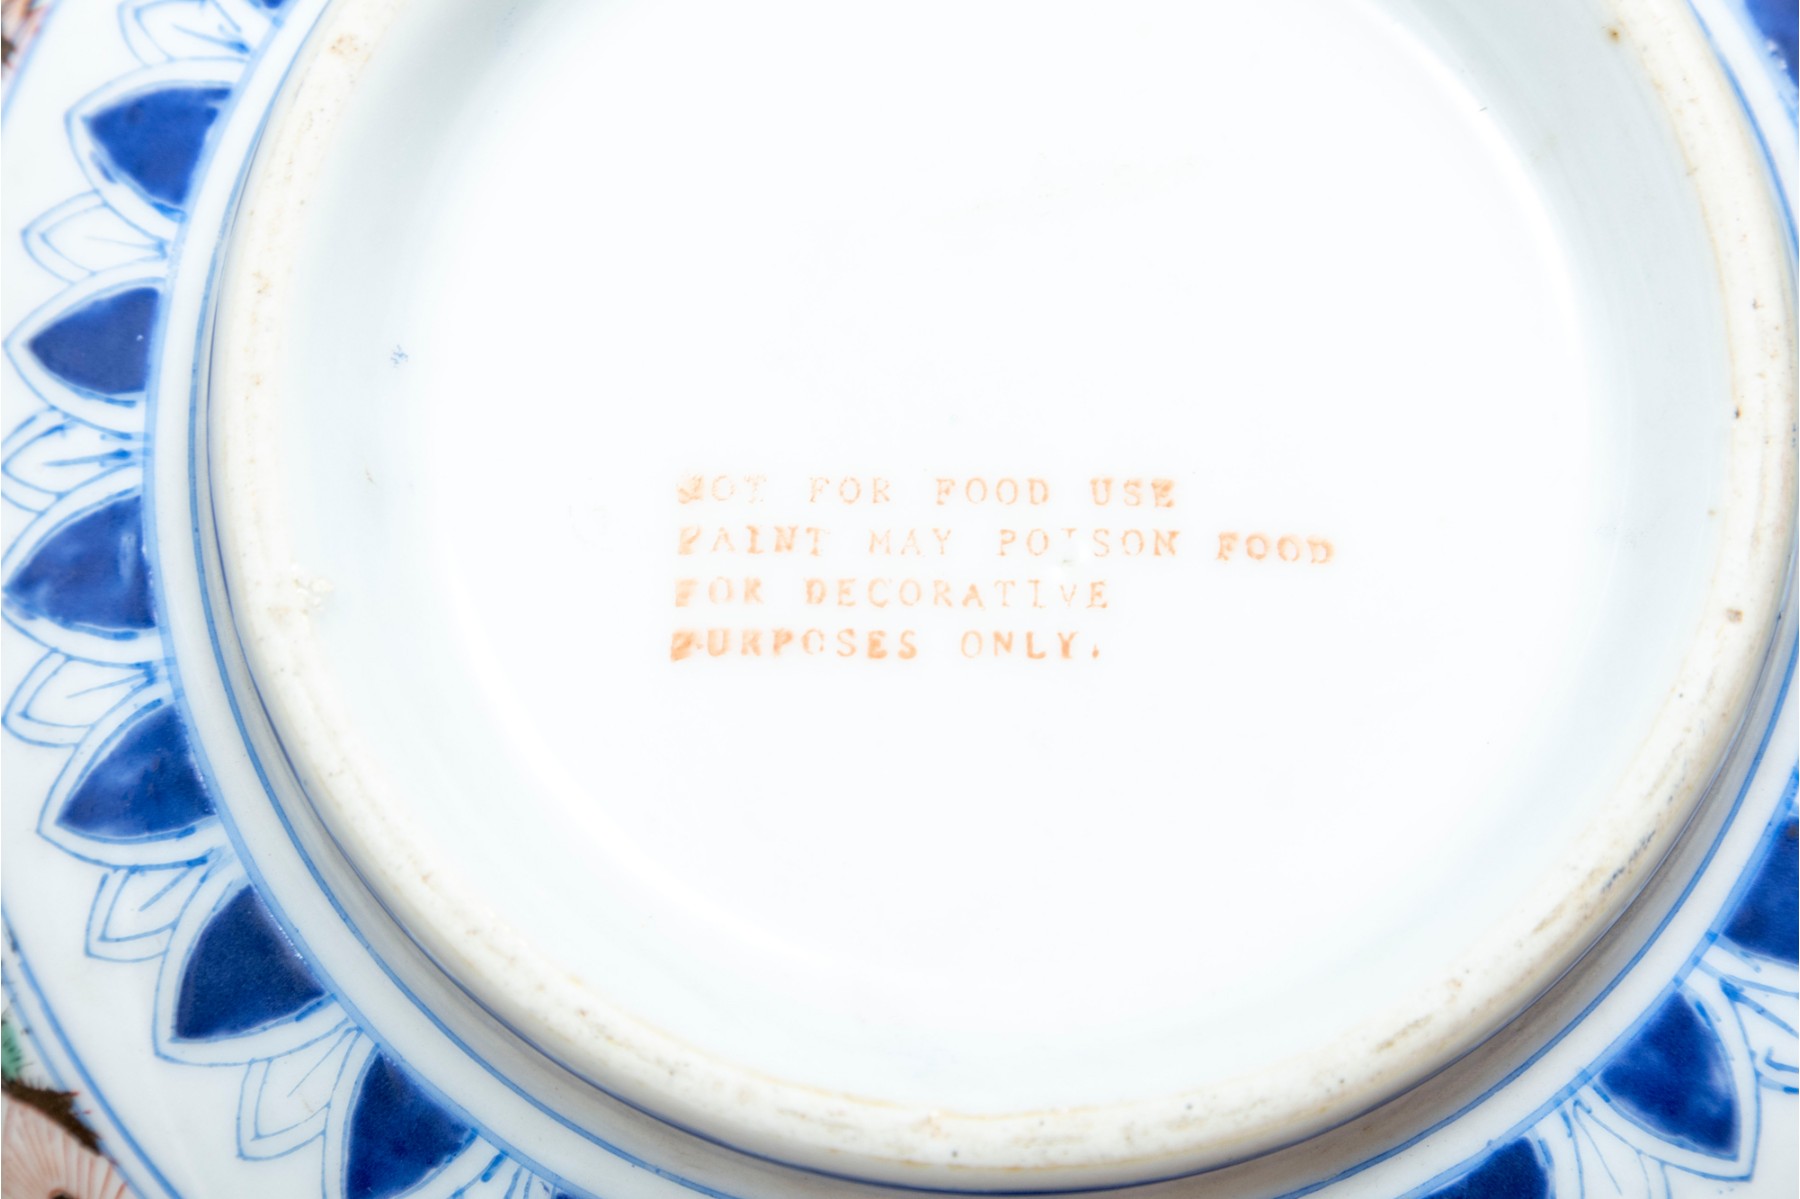 NOT FOR FOOD USE
PAINT MAY POISON FOOD
FOR DECORATIVE
PURPOSES ONLY.